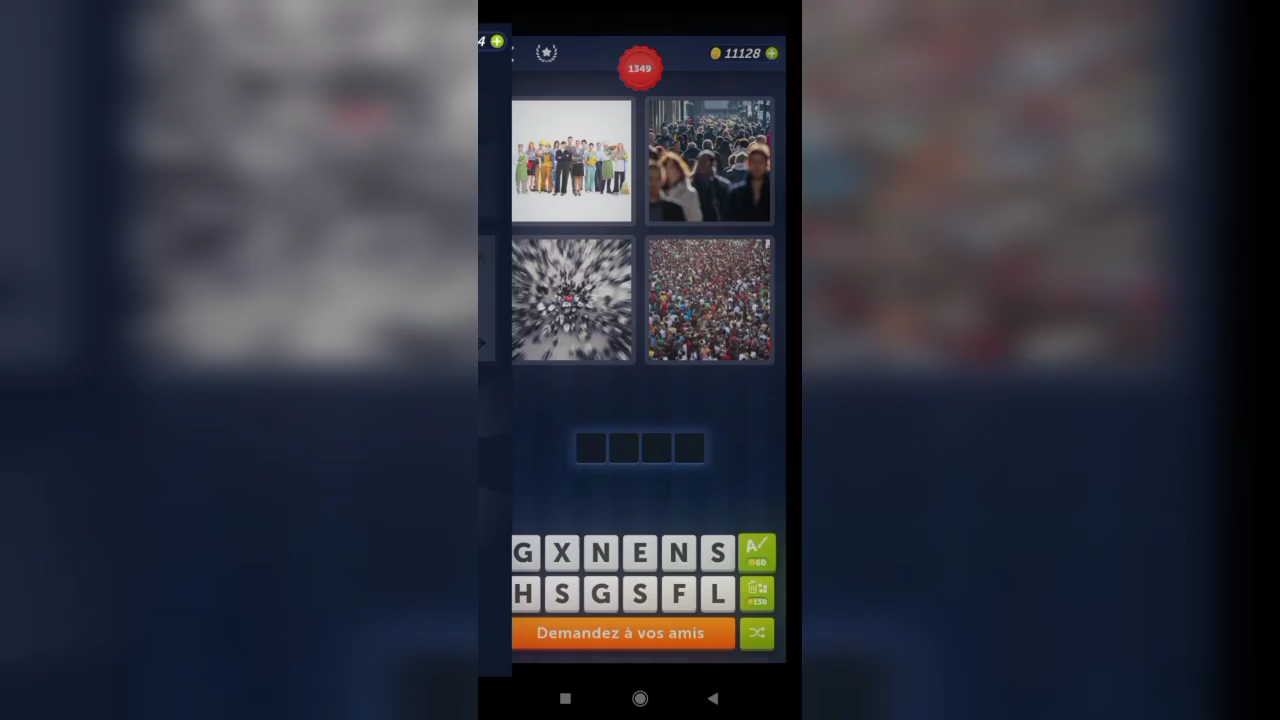 4
1349
11128
G X N E N S
60
H S G S F L
150
Demandez à vos amis